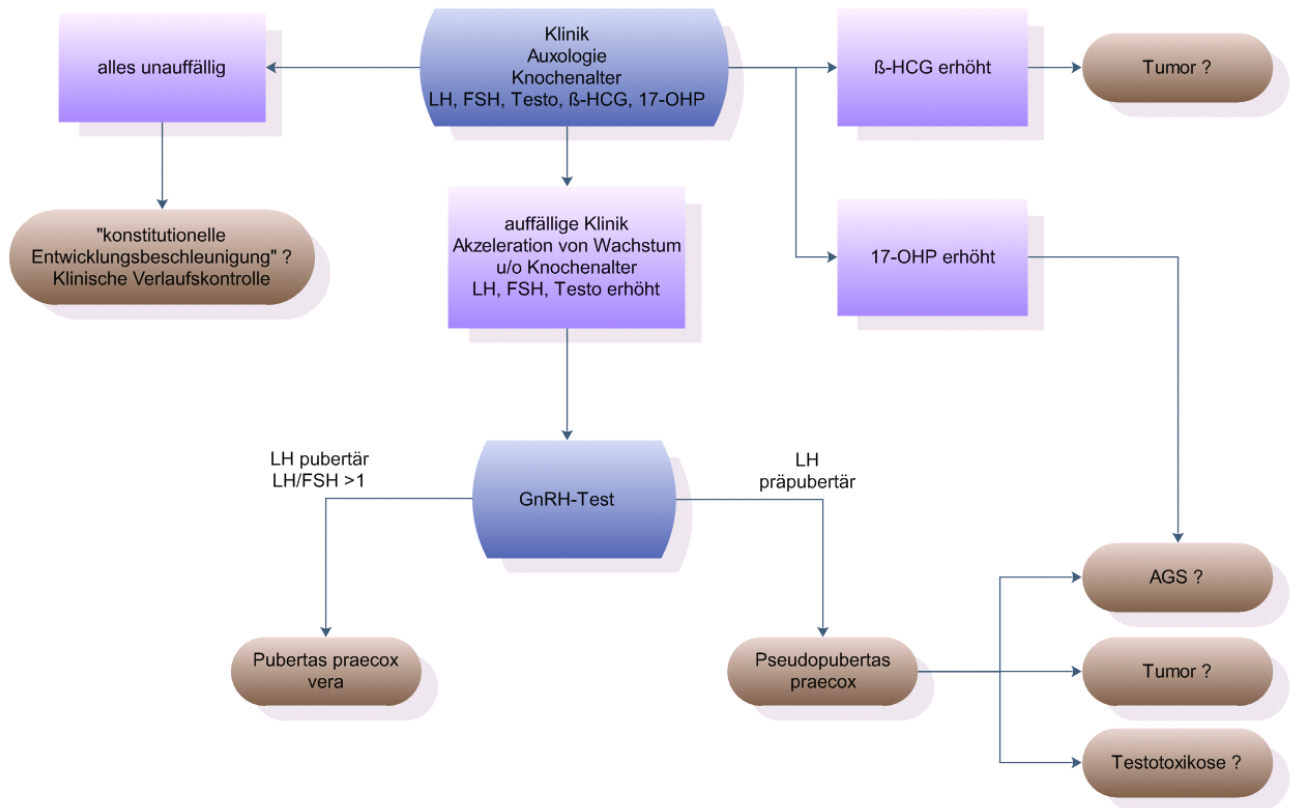 Klinik
Auxologie
Knochenalter
LH, FSH, Testo, ß-HCG, 17-OHP
alles unauffällig
ß-HCG erhöht
Tumor ?
"konstitutionelle
Entwicklungsbeschleunigung" ?
Klinische Verlaufskontrolle
auffällige Klinik
Akzeleration von Wachstum
u/o Knochenalter
LH, FSH, Testo erhöht
17-OHP erhöht
LH pubertär
LH/FSH >1
GnRH-Test
LH
präpubertär
AGS ?
Pubertas praecox
vera
Pseudopubertas
praecox
Tumor ?
Testotoxikose ?